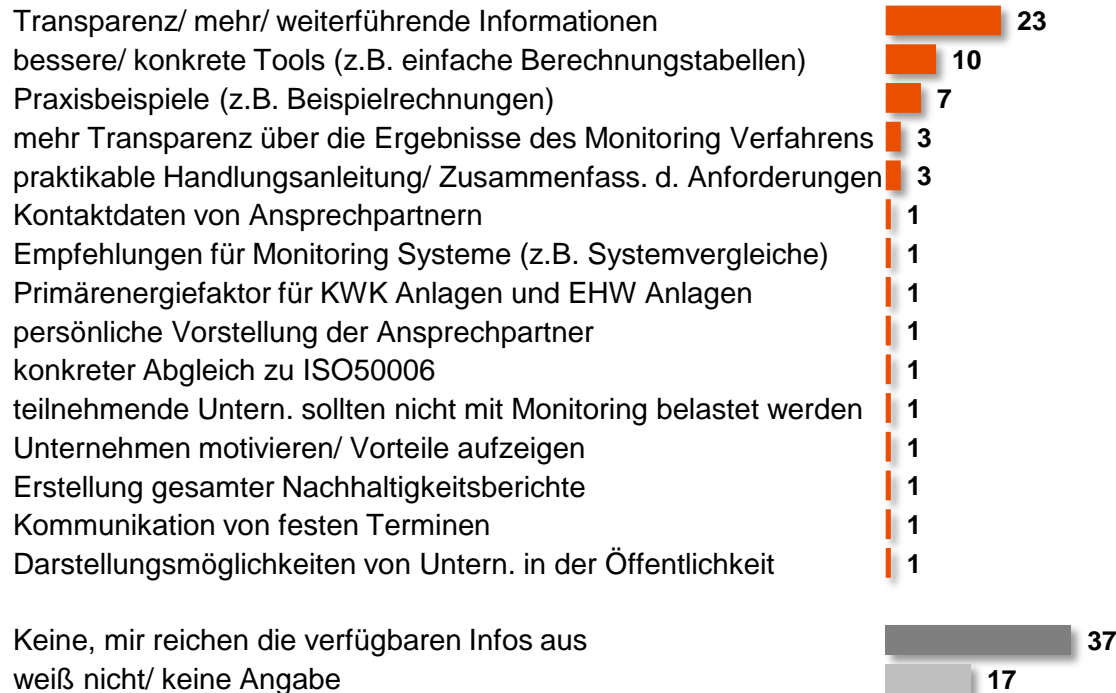 Transparenz/ mehr/ weiterführende Informationen 23
bessere/ konkrete Tools (z.B. einfache Berechnungstabellen) 10
Praxisbeispiele (z.B. Beispielrechnungen) 7
mehr Transparenz über die Ergebnisse des Monitoring Verfahrens 3
praktikable Handlungsanleitung/ Zusammenfass. d. Anforderungen 3
Kontaktdaten von Ansprechpartnern 1
Empfehlungen für Monitoring Systeme (z.B. Systemvergleiche) 1
Primärenergiefaktor für KWK Anlagen und EHW Anlagen 1
persönliche Vorstellung der Ansprechpartner 1
konkreter Abgleich zu ISO50006 1
teilnehmende Untern. sollten nicht mit Monitoring belastet werden 1
Unternehmen motivieren/ Vorteile aufzeigen 1
Erstellung gesamter Nachhaltigkeitsberichte 1
Kommunikation von festen Terminen 1
Darstellungsmöglichkeiten von Untern. in der Öffentlichkeit 1
Keine, mir reichen die verfügbaren Infos aus 37
weiß nicht/ keine Angabe 17